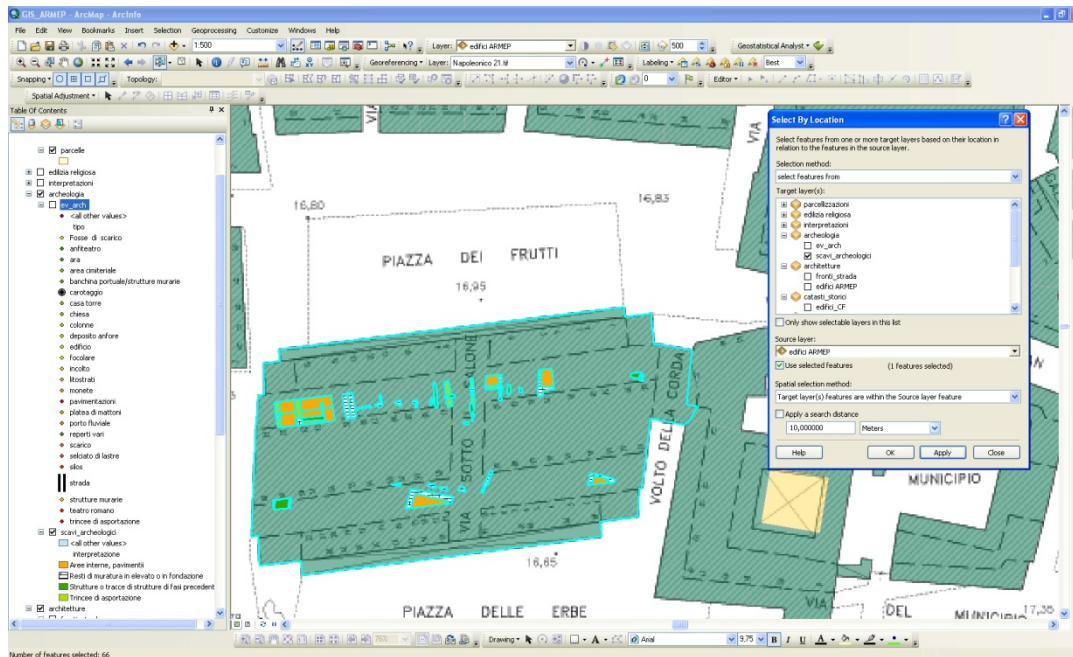 GIS_ARMEP - ArcMap - ArcInfo
File Edit View Bookmarks Insert Selection Geoprocessing Customize Windows Help
1:500
Layer: edifici ARMEP
500
Geostatistical Analyst
Georeferencing Layer: Napoleonico 21.tif
Labeling
Best
Snapping
Topology:
0
Editor
Spatial Adjustment
Table Of Contents
parcelle
edilizia religiosa
interpretazioni
archeologia
ev_arch
<all other values>
tipo
Fosse di scarico
anfiteatro
ara
area cimiteriale
banchina portuale/strutture murarie
carotaggio
casa torre
chiesa
colonne
deposito anfore
edificio
focolare
incolto
litostrati
monete
pavimentazioni
platea di mattoni
porto fluviale
reperti vari
scarico
selciato di lastre
silos
strada
strutture murarie
teatro romano
trincee di asportazione
scavi_archeologici
<all other values>
interpretazione
Aree interne, pavimentii
Resti di muratura in elevato o in fondazione
Strutture o tracce di strutture di fasi precedent
Trincee di asportazione
architetture
VIA
16,80
16,83
VIA
PIAZZA DEI FRUTTI
16,95
VIA SOTTO SALONE
VOLTO DELLA CORDA
16,65
PIAZZA DELLE ERBE
MUNICIPIO
VIA DEL MUNICIPIO
17,35
Select By Location
Select features from one or more target layers based on their location in
relation to the features in the source layer.
Selection method:
select features from
Target layer(s):
parcellizzazioni
edilizia religiosa
interpretazioni
archeologia
ev_arch
scavi_archeologici
architetture
fronti_strada
edifici ARMEP
catasti_storici
edifici_CF
Only show selectable layers in this list
Source layer:
edifici ARMEP
Use selected features (1 features selected)
Spatial selection method:
Target layer(s) features are within the Source layer feature
Apply a search distance
10,000000 Meters
Help OK Apply Close
75%
Drawing
A
Arial
9,75
B I U A
Number of features selected: 66